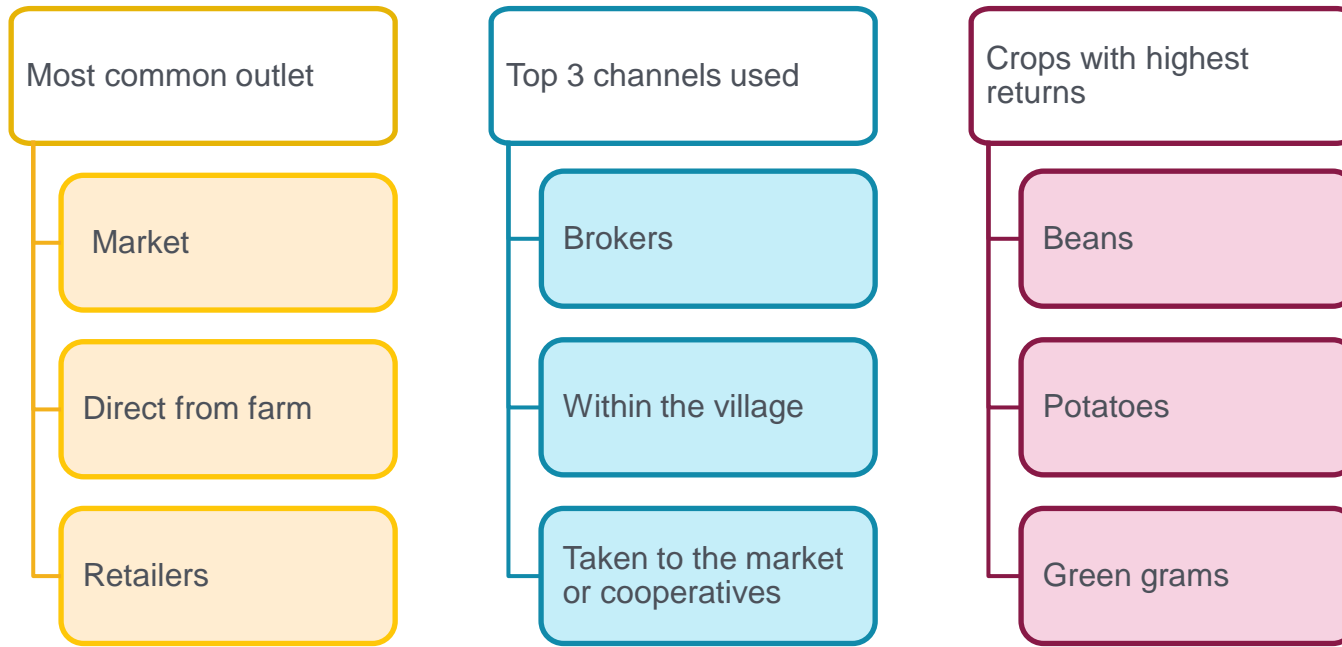 Most common outlet
Market
Direct from farm
Retailers
Top 3 channels used
Brokers
Within the village
Taken to the market
or cooperatives
Crops with highest
returns
Beans
Potatoes
Green grams